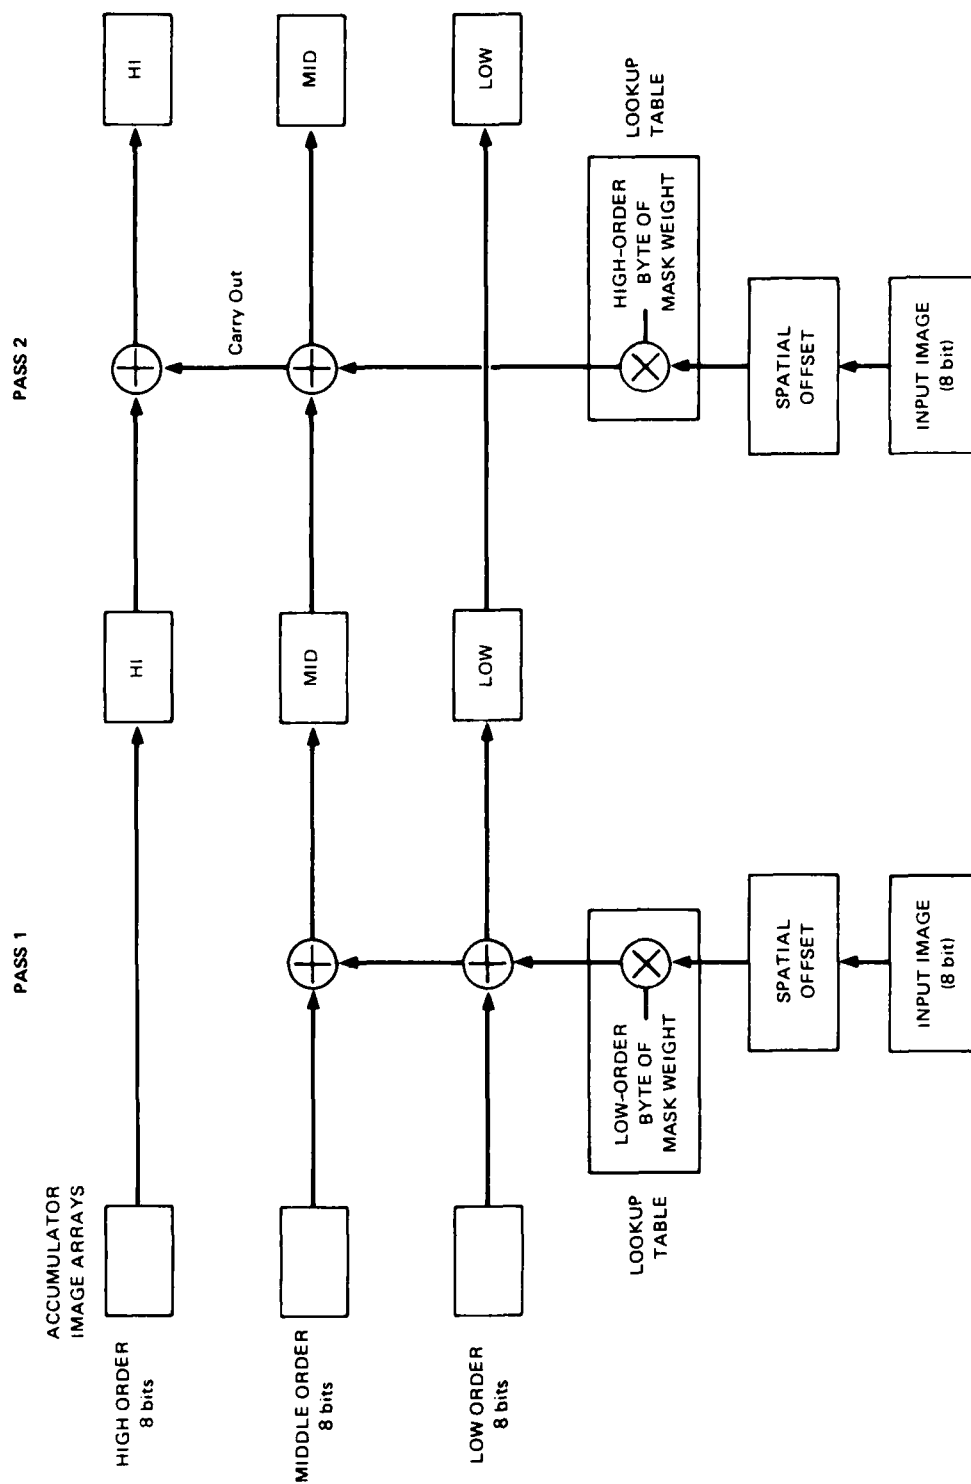 PASS 1
PASS 2
ACCUMULATOR
IMAGE ARRAYS
HIGH ORDER
8 bits
HI
HI
Carry Out
MIDDLE ORDER
8 bits
MID
MID
LOW ORDER
8 bits
LOW
LOW
LOOKUP
TABLE
LOW-ORDER
BYTE OF
MASK WEIGHT
HIGH-ORDER
BYTE OF
MASK WEIGHT
LOOKUP
TABLE
SPATIAL
OFFSET
SPATIAL
OFFSET
INPUT IMAGE
(8 bit)
INPUT IMAGE
(8 bit)